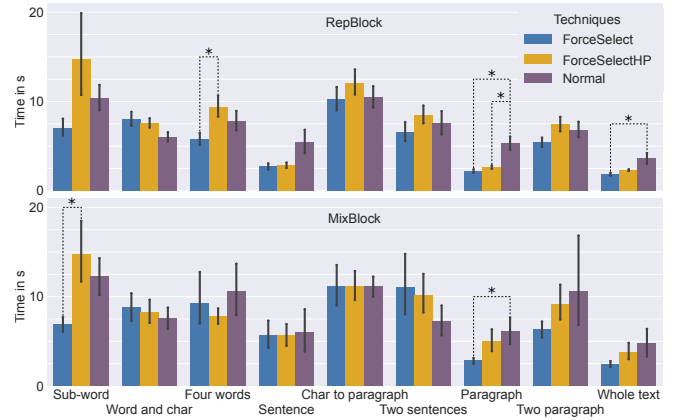 RepBlock
Techniques
ForceSelect
ForceSelectHP
Normal
Time in s
20
10
0
*
*
*
*
MixBlock
Time in s
20
10
0
*
*
Sub-word Four words Char to paragraph Paragraph Whole text
Word and char Sentence Two sentences Two paragraph